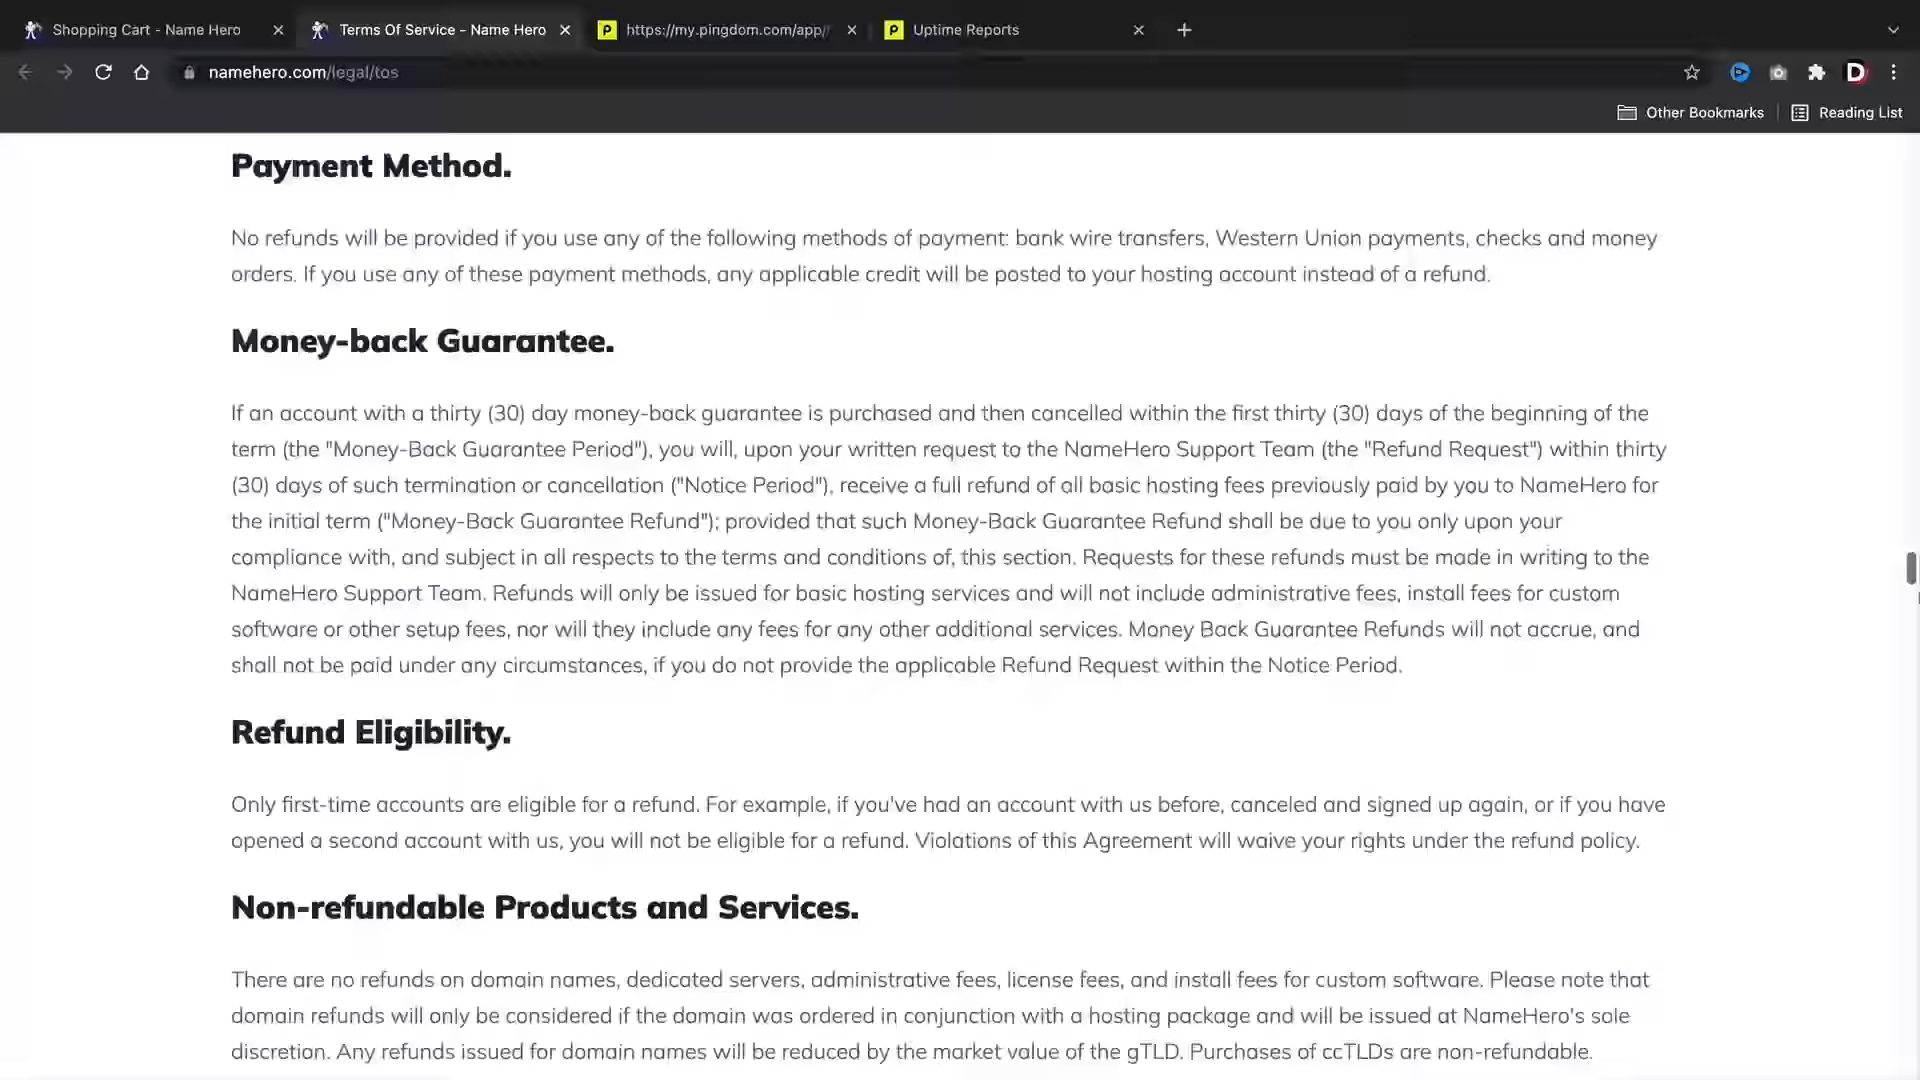 Shopping Cart - Name Hero
Terms Of Service - Name Hero
https://my.pingdom.com/app/
Uptime Reports
namehero.com/legal/tos
Other Bookmarks
Reading List
Payment Method.
No refunds will be provided if you use any of the following methods of payment: bank wire transfers, Western Union payments, checks and money
orders. If you use any of these payment methods, any applicable credit will be posted to your hosting account instead of a refund.
Money-back Guarantee.
If an account with a thirty (30) day money-back guarantee is purchased and then cancelled within the first thirty (30) days of the beginning of the
term (the "Money-Back Guarantee Period"), you will, upon your written request to the NameHero Support Team (the "Refund Request") within thirty
(30) days of such termination or cancellation ("Notice Period"), receive a full refund of all basic hosting fees previously paid by you to NameHero for
the initial term ("Money-Back Guarantee Refund"); provided that such Money-Back Guarantee Refund shall be due to you only upon your
compliance with, and subject in all respects to the terms and conditions of, this section. Requests for these refunds must be made in writing to the
NameHero Support Team. Refunds will only be issued for basic hosting services and will not include administrative fees, install fees for custom
software or other setup fees, nor will they include any fees for any other additional services. Money Back Guarantee Refunds will not accrue, and
shall not be paid under any circumstances, if you do not provide the applicable Refund Request within the Notice Period.
Refund Eligibility.
Only first-time accounts are eligible for a refund. For example, if you've had an account with us before, canceled and signed up again, or if you have
opened a second account with us, you will not be eligible for a refund. Violations of this Agreement will waive your rights under the refund policy.
Non-refundable Products and Services.
There are no refunds on domain names, dedicated servers, administrative fees, license fees, and install fees for custom software. Please note that
domain refunds will only be considered if the domain was ordered in conjunction with a hosting package and will be issued at NameHero's sole
discretion. Any refunds issued for domain names will be reduced by the market value of the gTLD. Purchases of ccTLDs are non-refundable.